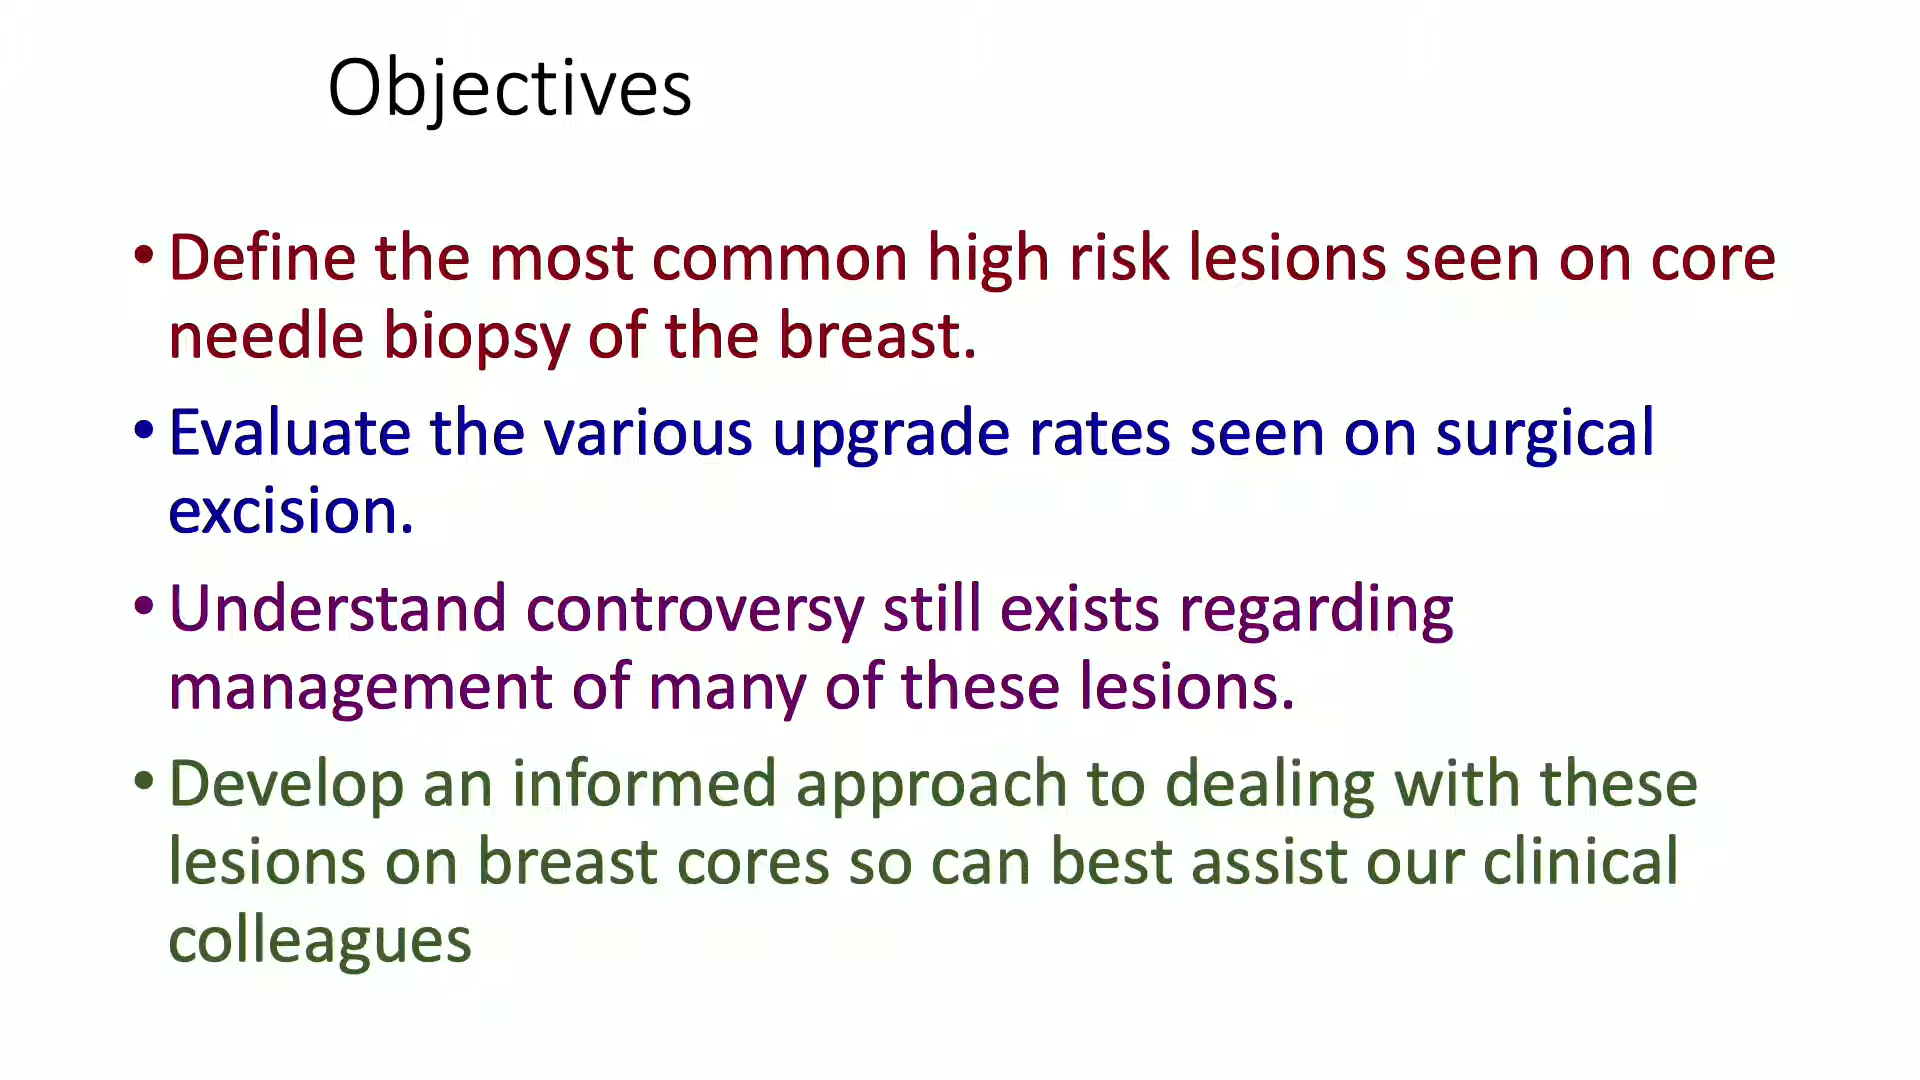 Objectives
• Define the most common high risk lesions seen on core
needle biopsy of the breast.
• Evaluate the various upgrade rates seen on surgical
excision.
• Understand controversy still exists regarding
management of many of these lesions.
• Develop an informed approach to dealing with these
lesions on breast cores so can best assist our clinical
colleagues